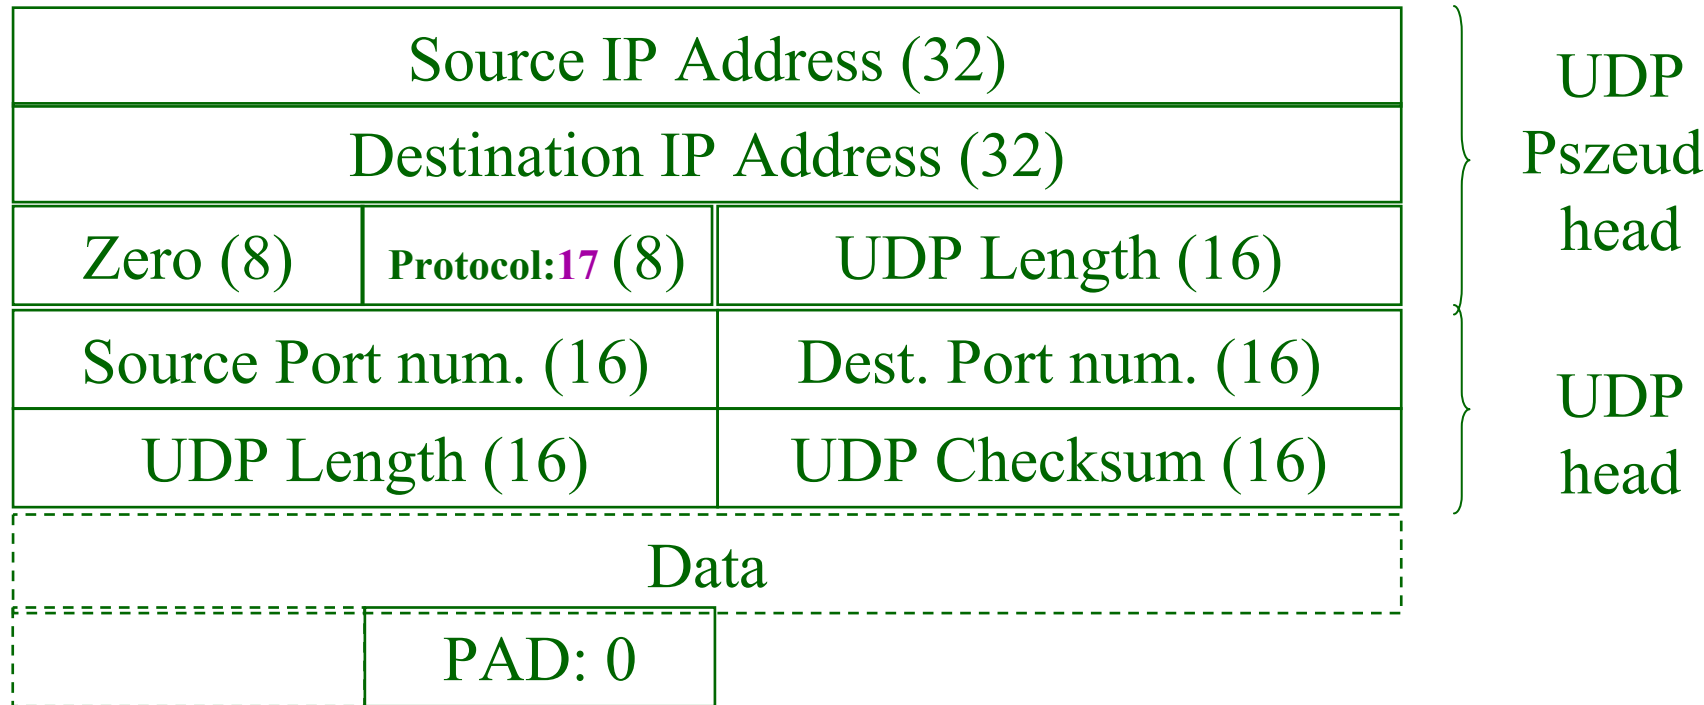 Source IP Address (32)
Destination IP Address (32)
Zero (8) Protocol:17 (8) UDP Length (16)
UDP
Pszeud
head
Source Port num. (16) Dest. Port num. (16)
UDP Length (16) UDP Checksum (16)
UDP
head
Data
PAD: 0